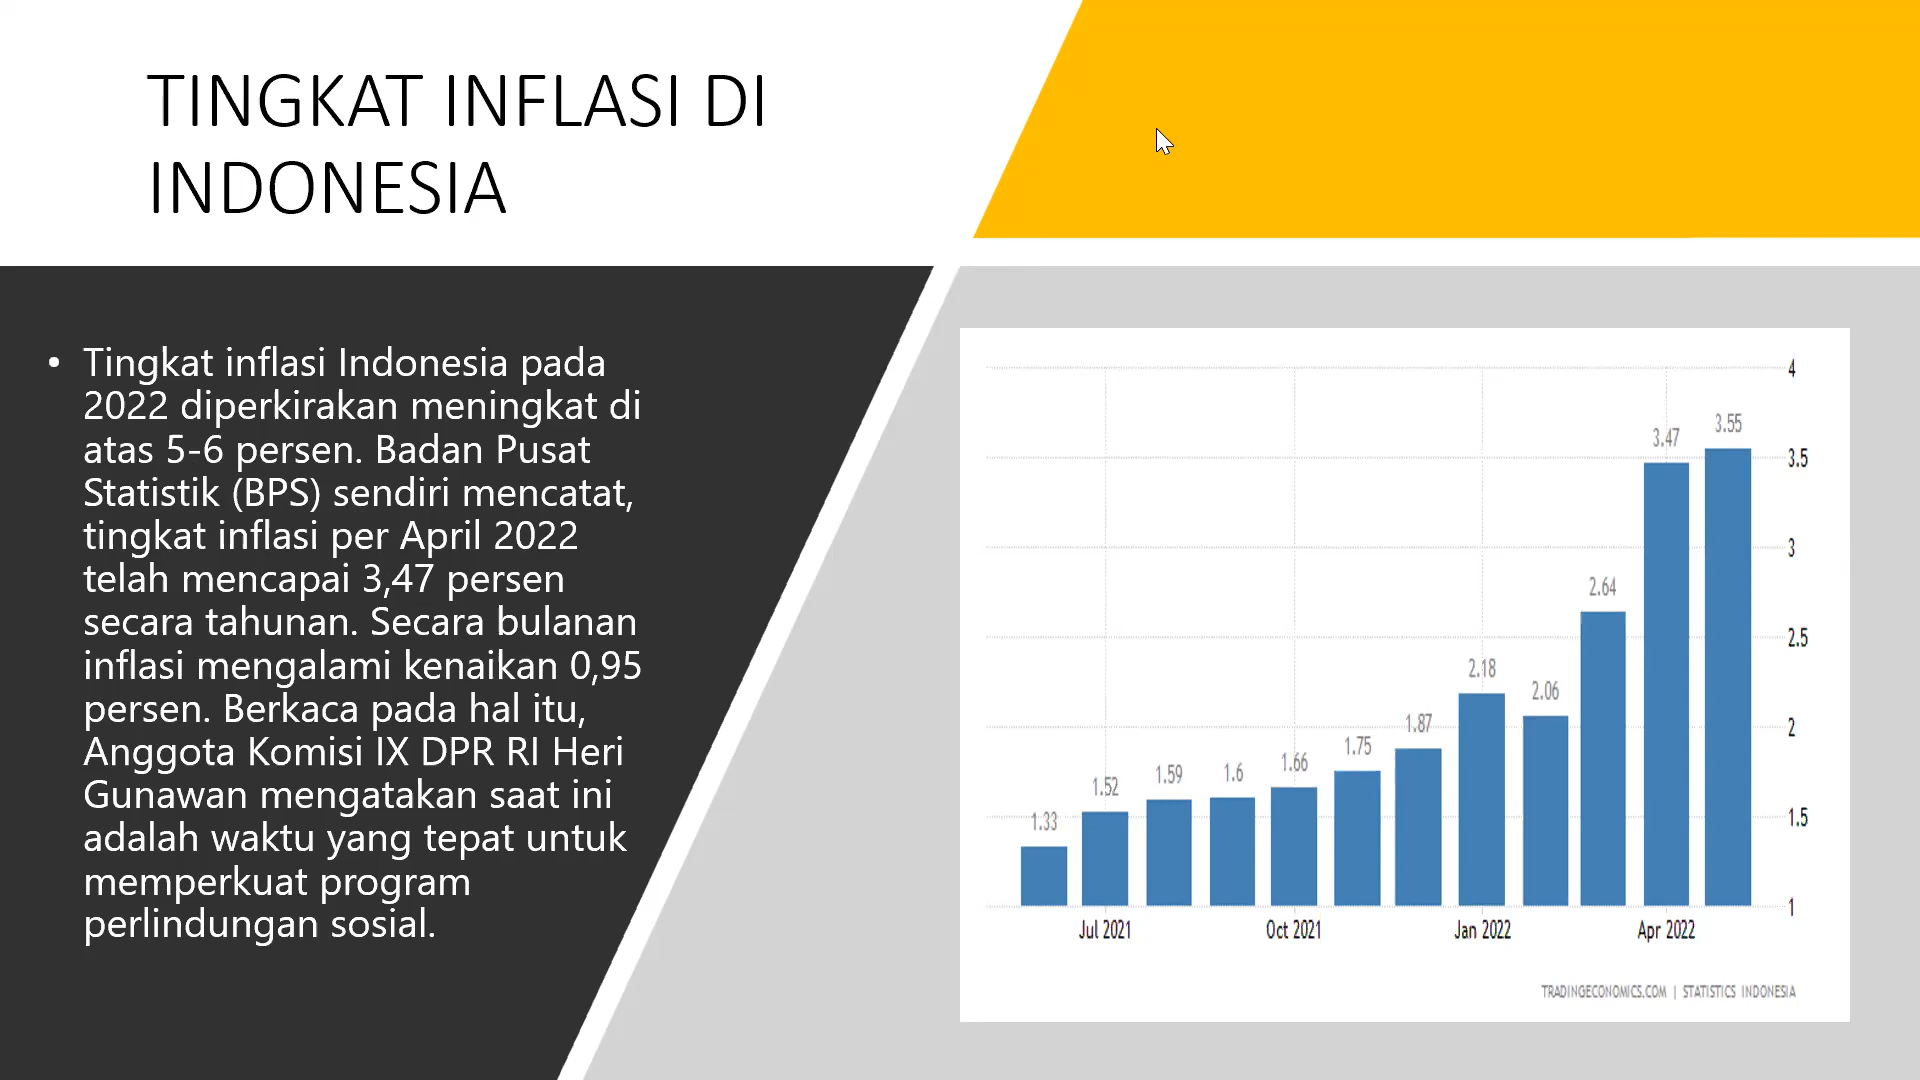 TINGKAT INFLASI DI
INDONESIA
• Tingkat inflasi Indonesia pada
2022 diperkirakan meningkat di
atas 5-6 persen. Badan Pusat
Statistik (BPS) sendiri mencatat,
tingkat inflasi per April 2022
telah mencapai 3,47 persen
secara tahunan. Secara bulanan
inflasi mengalami kenaikan 0,95
persen. Berkaca pada hal itu,
Anggota Komisi IX DPR RI Heri
Gunawan mengatakan saat ini
adalah waktu yang tepat untuk
memperkuat program
perlindungan sosial.
4
3.5
3
2.5
2
1.5
1
1.33
1.52
1.59
1.6
1.66
1.75
1.87
2.18
2.06
2.64
3.47
3.55
Jul 2021
Oct 2021
Jan 2022
Apr 2022
TRADINGECONOMICS.COM | STATISTICS INDONESIA